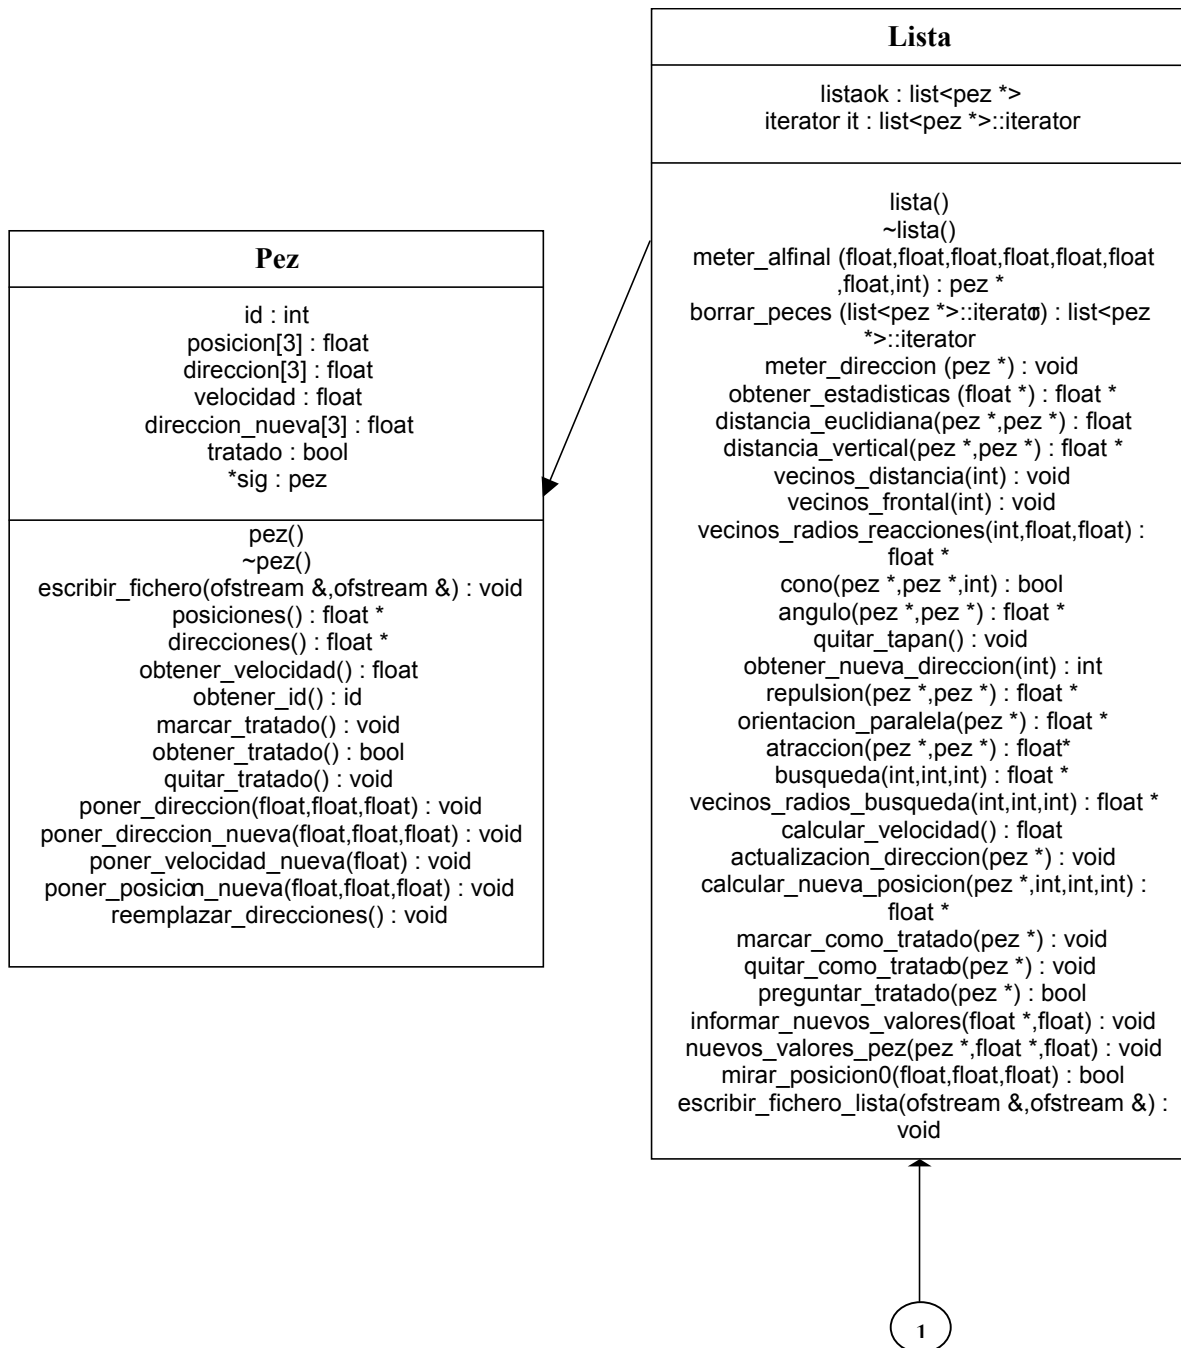 Pez
id : int
posicion[3] : float
direccion[3] : float
velocidad : float
direccion_nueva[3] : float
tratado : bool
*sig : pez
pez()
~pez()
escribir_fichero(ofstream &,ofstream &) : void
posiciones() : float *
direcciones() : float *
obtener_velocidad() : float
obtener_id() : id
marcar_tratado() : void
obtener_tratado() : bool
quitar_tratado() : void
poner_direccion(float,float,float) : void
poner_direccion_nueva(float,float,float) : void
poner_velocidad_nueva(float) : void
poner_posicion_nueva(float,float,float) : void
reemplazar_direcciones() : void
Lista
listaok : list<pez *>
iterator it : list<pez *>::iterator
lista()
~lista()
meter_alfinal (float,float,float,float,float,float
,float,int) : pez *
borrar_peces (list<pez *>::iterator) : list<pez
*>::iterator
meter_direccion (pez *) : void
obtener_estadisticas (float *) : float *
distancia_euclidiana(pez *,pez *) : float
distancia_vertical(pez *,pez *) : float *
vecinos_distancia(int) : void
vecinos_frontal(int) : void
vecinos_radios_reacciones(int,float,float) :
float *
cono(pez *,pez *,int) : bool
angulo(pez *,pez *) : float *
quitar_tapan() : void
obtener_nueva_direccion(int) : int
repulsion(pez *,pez *) : float *
orientacion_paralela(pez *) : float *
atraccion(pez *,pez *) : float*
busqueda(int,int,int) : float *
vecinos_radios_busqueda(int,int,int) : float *
calcular_velocidad() : float
actualizacion_direccion(pez *) : void
calcular_nueva_posicion(pez *,int,int,int) :
float *
marcar_como_tratado(pez *) : void
quitar_como_tratado(pez *) : void
preguntar_tratado(pez *) : bool
informar_nuevos_valores(float *,float) : void
nuevos_valores_pez(pez *,float *,float) : void
mirar_posicion0(float,float,float) : bool
escribir_fichero_lista(ofstream &,ofstream &) :
void
1